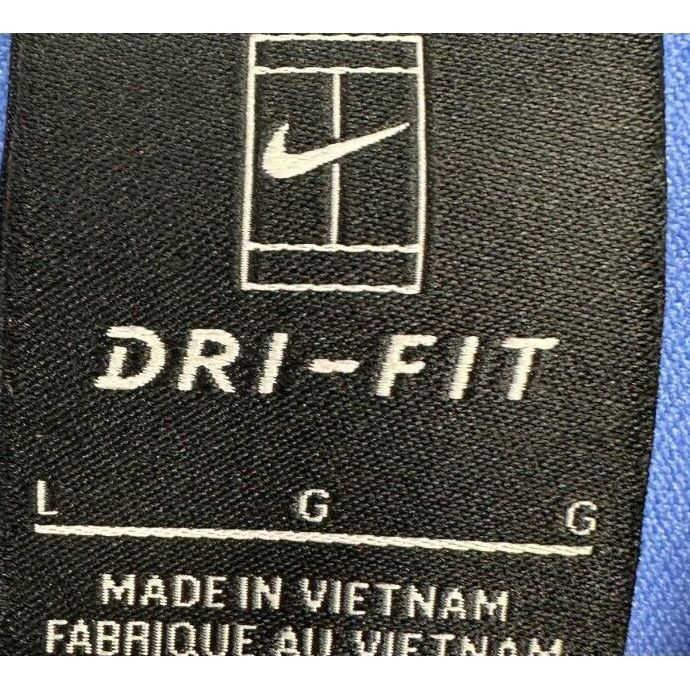 DRI-FIT
L G G
MADE IN VIETNAM
FABRIQUE AU VIETNAM